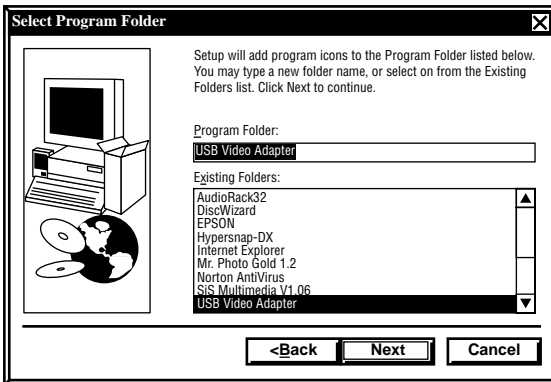 Select Program Folder
Setup will add program icons to the Program Folder listed below.
You may type a new folder name, or select on from the Existing
Folders list. Click Next to continue.
Program Folder:
USB Video Adapter
Existing Folders:
AudioRack32
DiscWizard
EPSON
Hypersnap-DX
Internet Explorer
Mr. Photo Gold 1.2
Norton AntiVirus
SiS Multimedia V1.06
USB Video Adapter
<Back
Next
Cancel